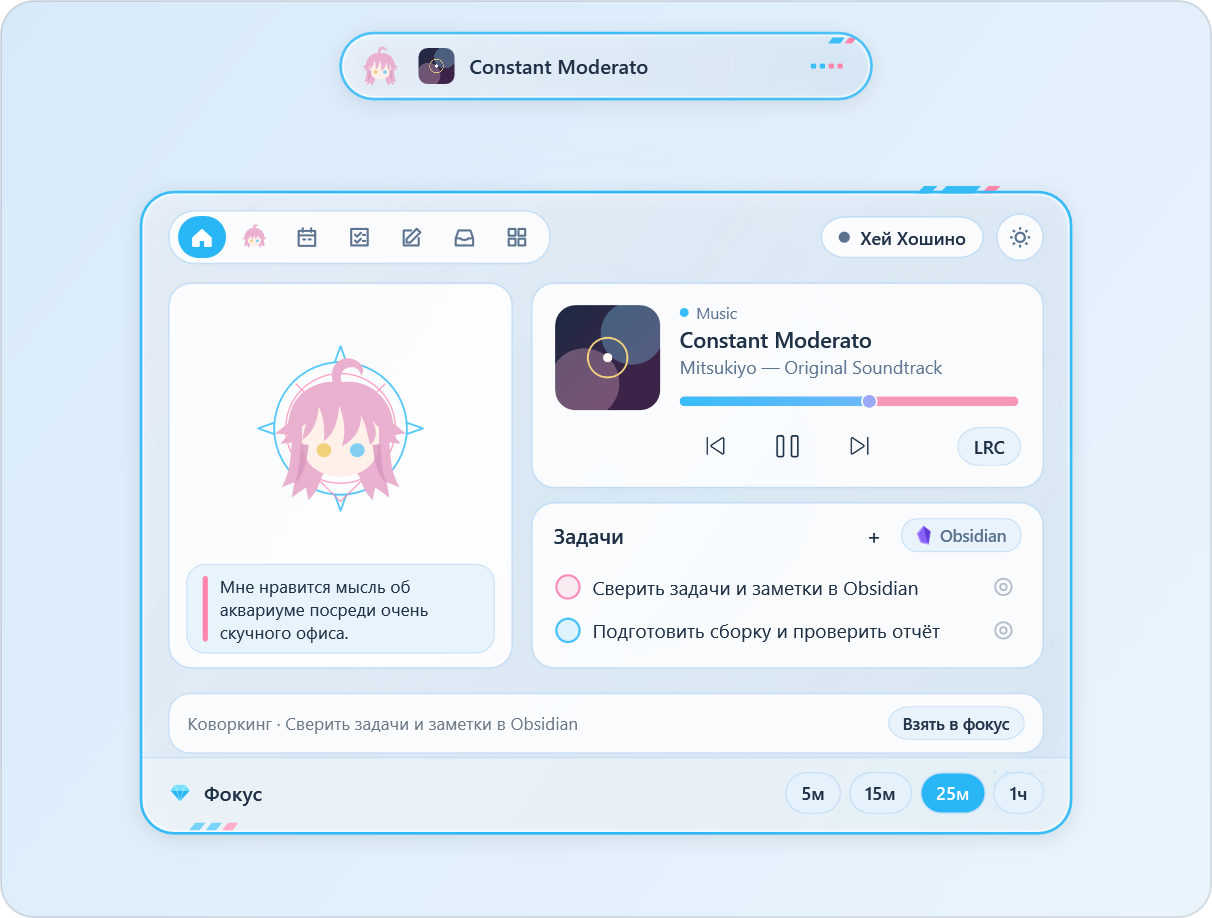 Constant Moderato
Хей Хошино
Music
Constant Moderato
Mitsukiyo — Original Soundtrack
LRC
Мне нравится мысль об
аквариуме посреди очень
скучного офиса.
Задачи
+
Obsidian
Сверить задачи и заметки в Obsidian
Подготовить сборку и проверить отчёт
Коворкинг · Сверить задачи и заметки в Obsidian
Взять в фокус
Фокус
5м
15м
25м
1ч